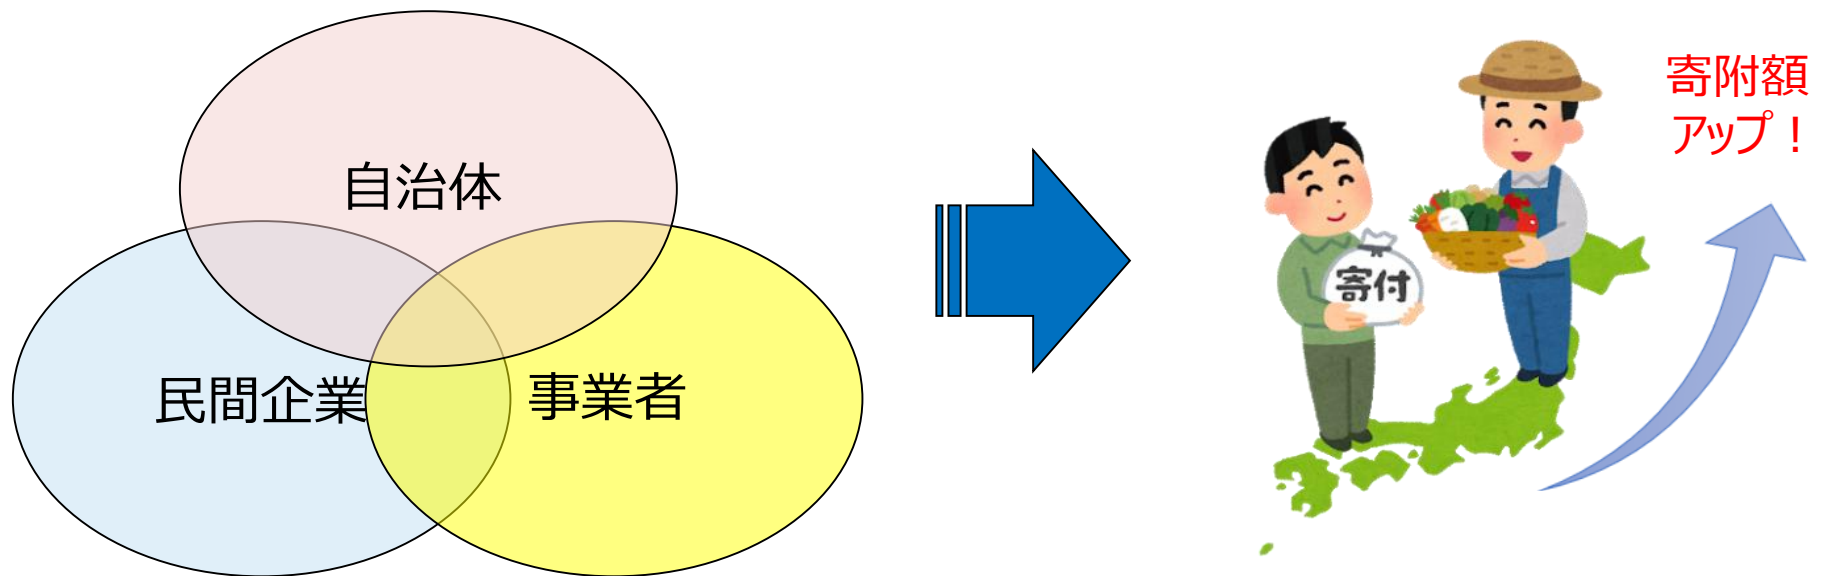 自治体
民間企業
事業者
寄附額
アップ！
寄付